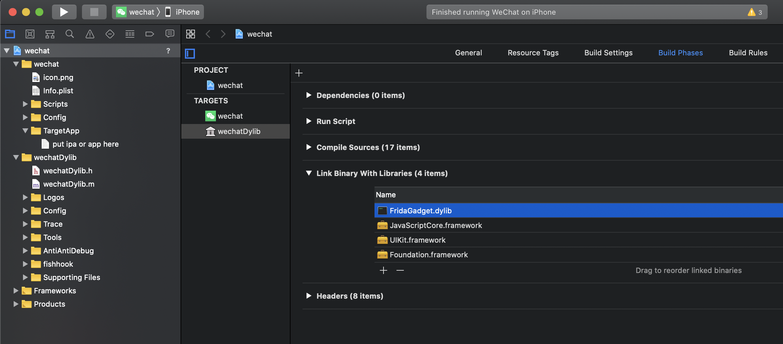 wechat 〉 iPhone
Finished running WeChat on iPhone
3
wechat
wechat
?
General
Resource Tags
Build Settings
Build Phases
Build Rules
wechat
icon.png
Info.plist
Scripts
Config
TargetApp
put ipa or app here
wechatDylib
wechatDylib.h
wechatDylib.m
Logos
Config
Trace
Tools
AntiAntiDebug
fishhook
Supporting Files
Frameworks
Products
PROJECT
wechat
TARGETS
wechat
wechatDylib
+
Dependencies (0 items)
Run Script
Compile Sources (17 items)
Link Binary With Libraries (4 items)
Name
FridaGadget.dylib
JavaScriptCore.framework
UIKit.framework
Foundation.framework
+ −
Drag to reorder linked binaries
Headers (8 items)